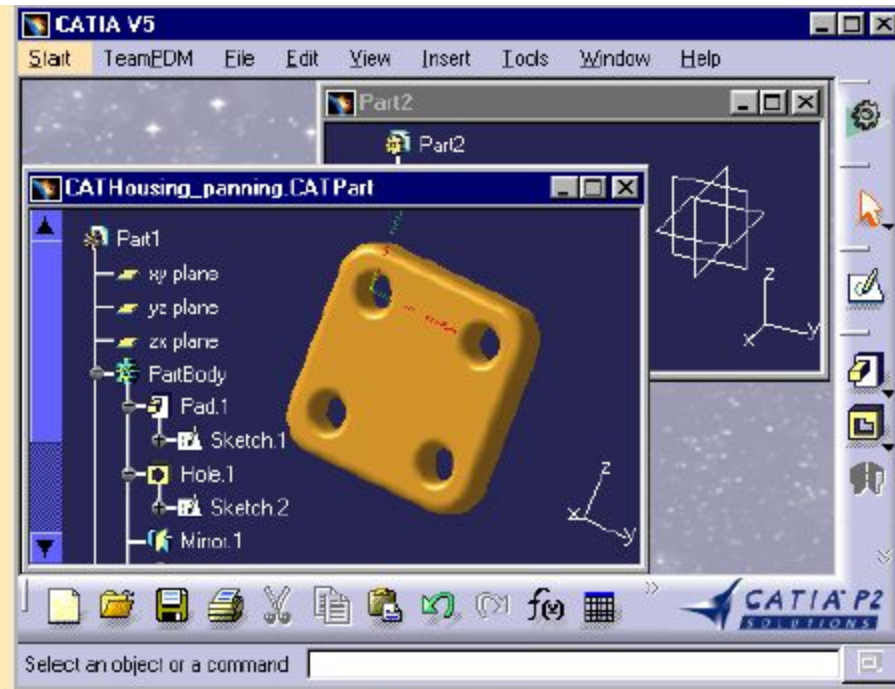 CATIA V5
Start TeamPDM File Edit View Insert Tools Window Help
Part2
Part2
CATHousing_panning.CATPart
Part1
xy plane
yz plane
zx plane
PartBody
Pad.1
Sketch.1
Hole.1
Sketch.2
Mirror.1
z
x
y
z
x
y
f(x)
CATIA P2
SOLUTIONS
Select an object or a command